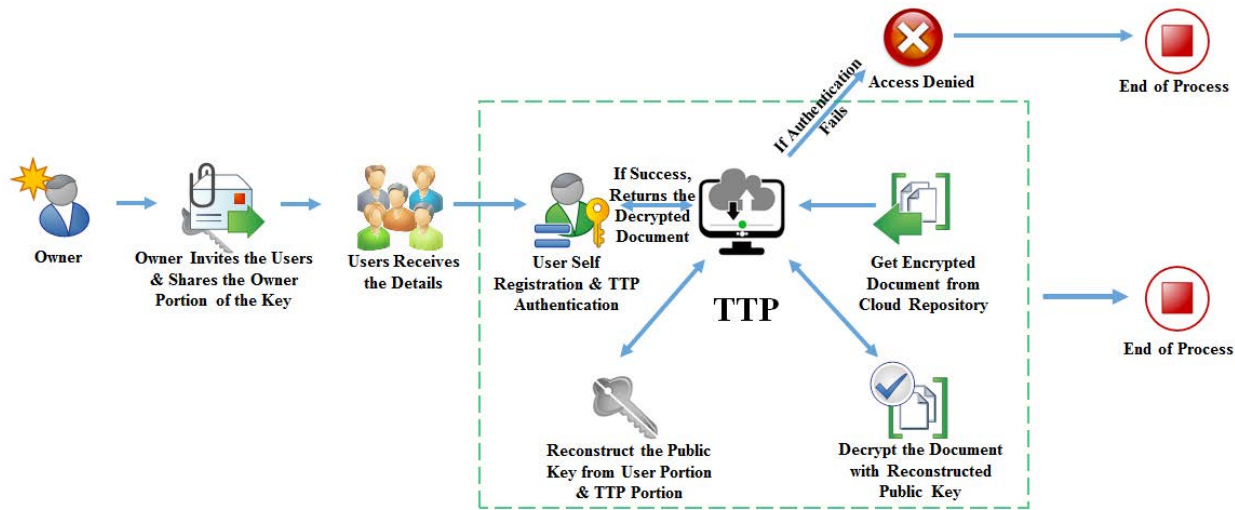 Owner
Owner Invites the Users
& Shares the Owner
Portion of the Key
Users Receives
the Details
User Self
Registration & TTP
Authentication
If Success,
Returns the
Decrypted
Document
TTP
If Authentication
Fails
Access Denied
End of Process
Get Encrypted
Document from
Cloud Repository
End of Process
Reconstruct the Public
Key from User Portion
& TTP Portion
Decrypt the Document
with Reconstructed
Public Key